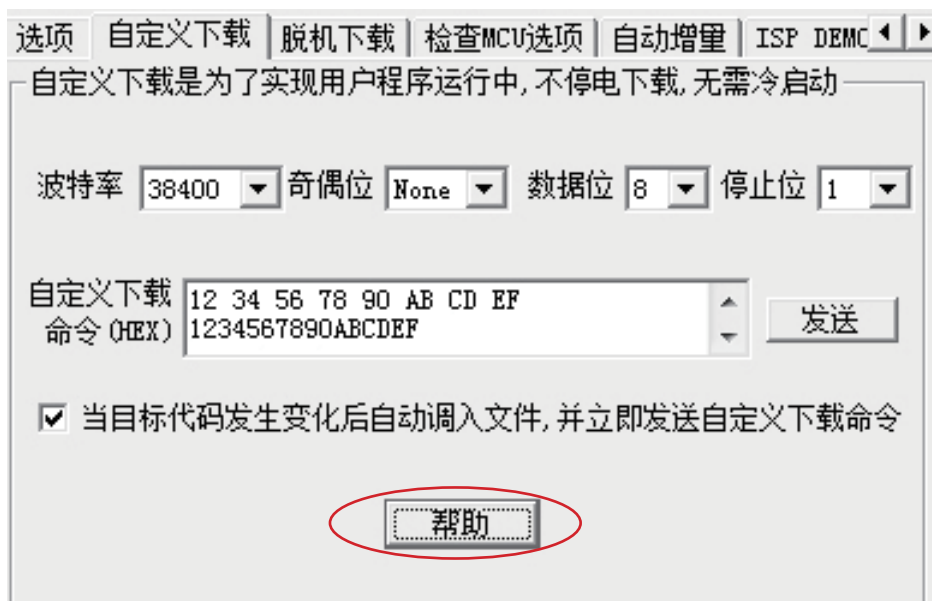 选项 自定义下载 脱机下载 检查MCU选项 自动增量 ISP DEMC
自定义下载是为了实现用户程序运行中,不停电下载,无需冷启动
波特率 38400 奇偶位 None 数据位 8 停止位 1
自定义下载
命令(HEX)
12 34 56 78 90 AB CD EF
1234567890ABCDEF
发送
当目标代码发生变化后自动调入文件,并立即发送自定义下载命令
帮助